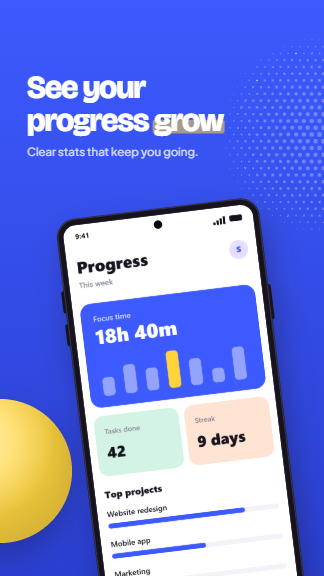 See your
progress grow
Clear stats that keep you going.
9:41
Progress
S
This week
Focus time
18h 40m
Tasks done
42
Streak
9 days
Top projects
Website redesign
Mobile app
Marketing